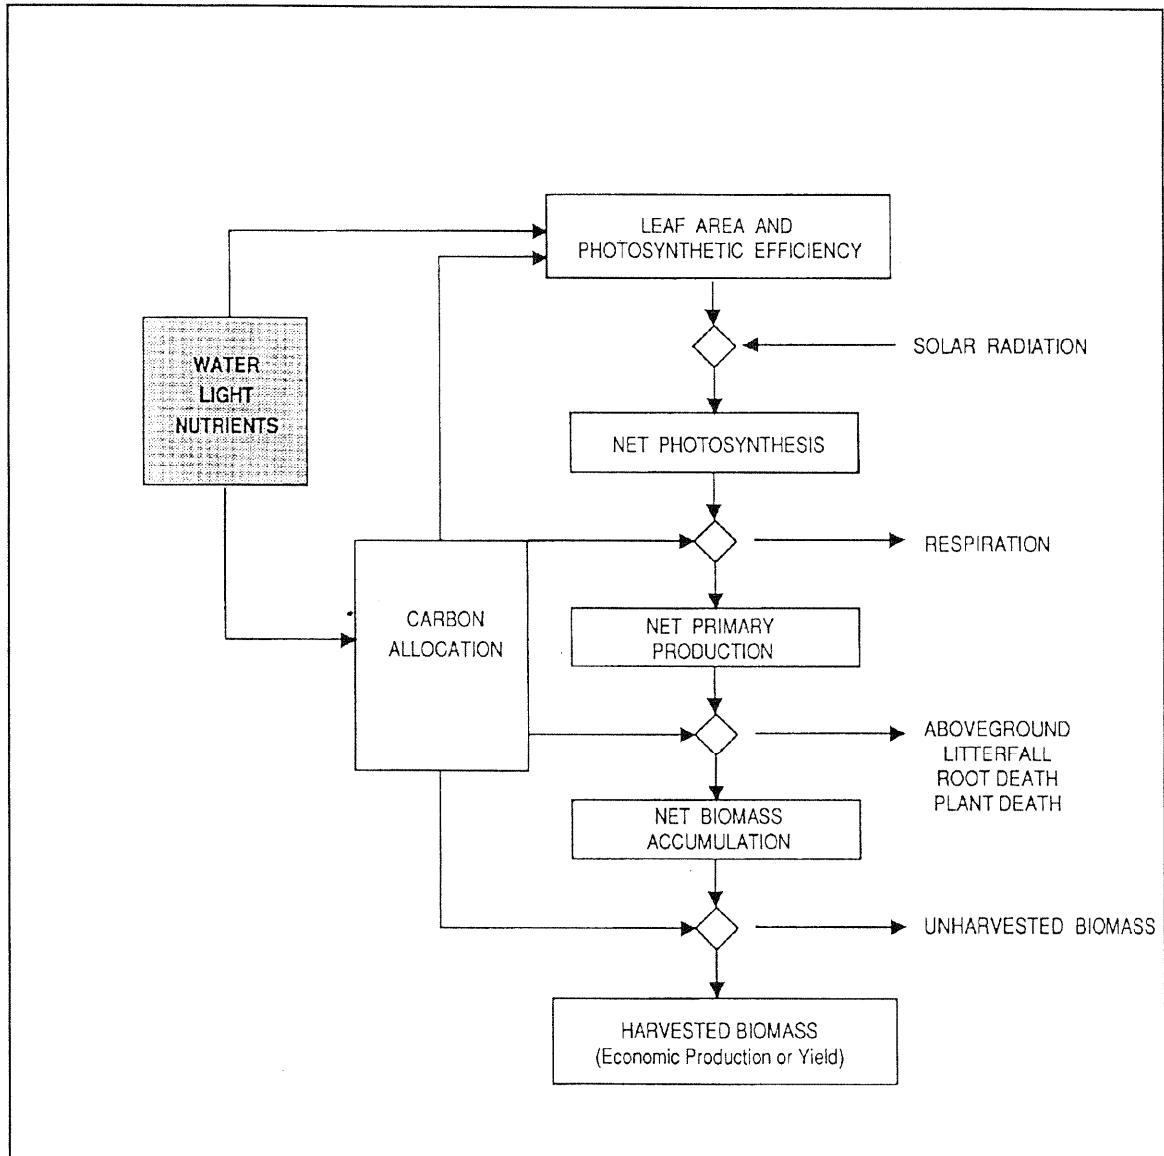 LEAF AREA AND
PHOTOSYNTHETIC EFFICIENCY
SOLAR RADIATION
WATER
LIGHT
NUTRIENTS
NET PHOTOSYNTHESIS
RESPIRATION
CARBON
ALLOCATION
NET PRIMARY
PRODUCTION
ABOVEGROUND
LITTERFALL
ROOT DEATH
PLANT DEATH
NET BIOMASS
ACCUMULATION
UNHARVESTED BIOMASS
HARVESTED BIOMASS
(Economic Production or Yield)